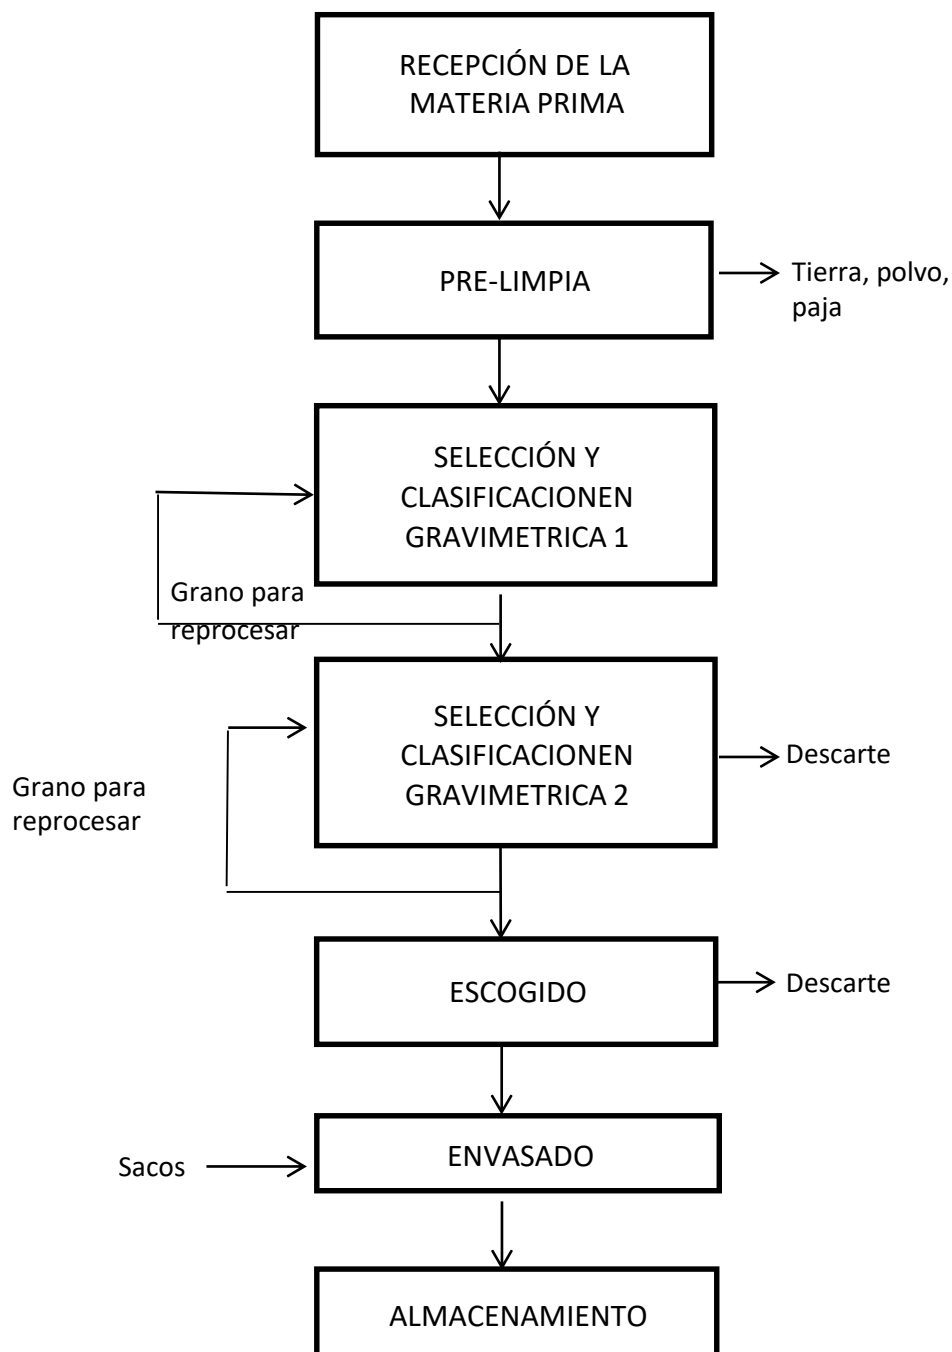 RECEPCIÓN DE LA
MATERIA PRIMA
PRE-LIMPIA
Tierra, polvo,
paja
SELECCIÓN Y
CLASIFICACIONEN
GRAVIMETRICA 1
Grano para
reprocesar
SELECCIÓN Y
CLASIFICACIONEN
GRAVIMETRICA 2
Descarte
Grano para
reprocesar
ESCOGIDO
Descarte
Sacos
ENVASADO
ALMACENAMIENTO